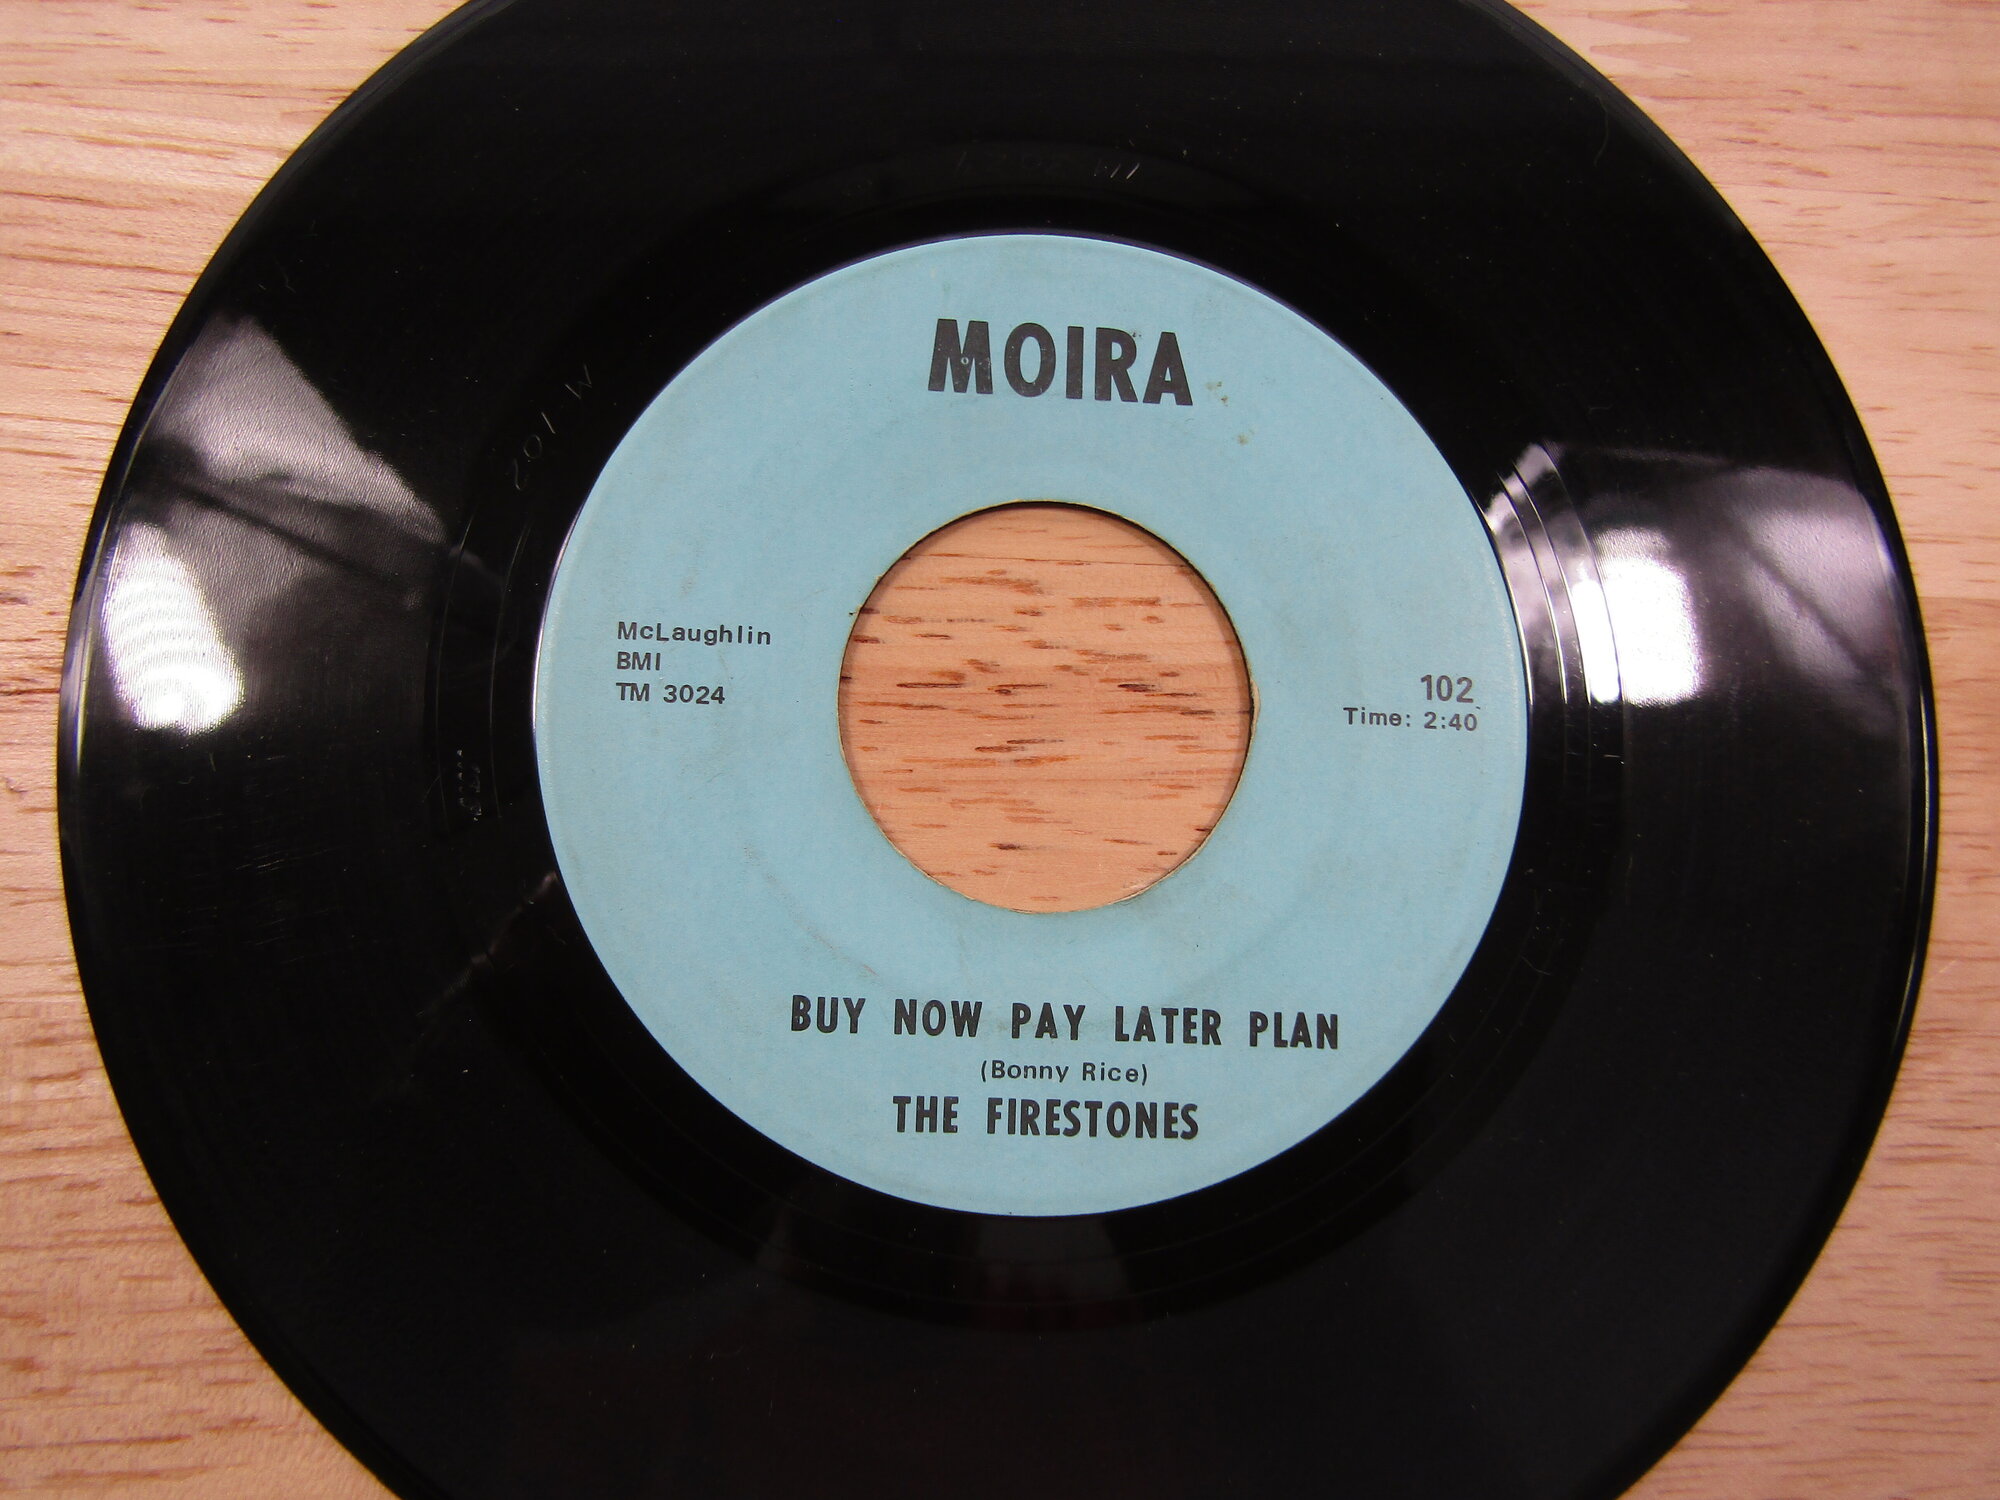 MOIRA
McLaughlin
BMI
TM 3024
102
Time: 2:40
BUY NOW PAY LATER PLAN
(Bonny Rice)
THE FIRESTONES